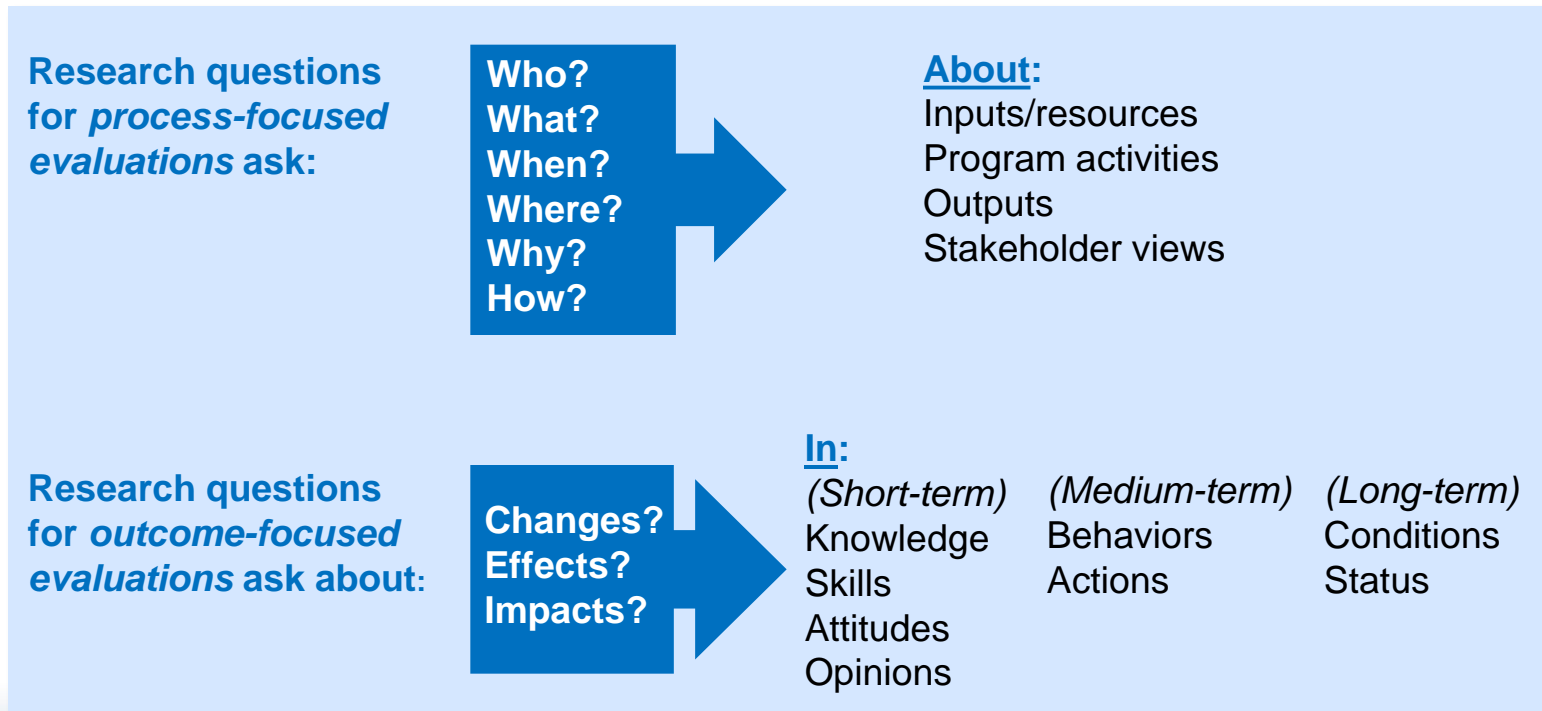 Research questions
for process-focused
evaluations ask:
Who?
What?
When?
Where?
Why?
How?
About:
Inputs/resources
Program activities
Outputs
Stakeholder views
Research questions
for outcome-focused
evaluations ask about:
Changes?
Effects?
Impacts?
In:
(Short-term)
Knowledge
Skills
Attitudes
Opinions
(Medium-term)
Behaviors
Actions
(Long-term)
Conditions
Status